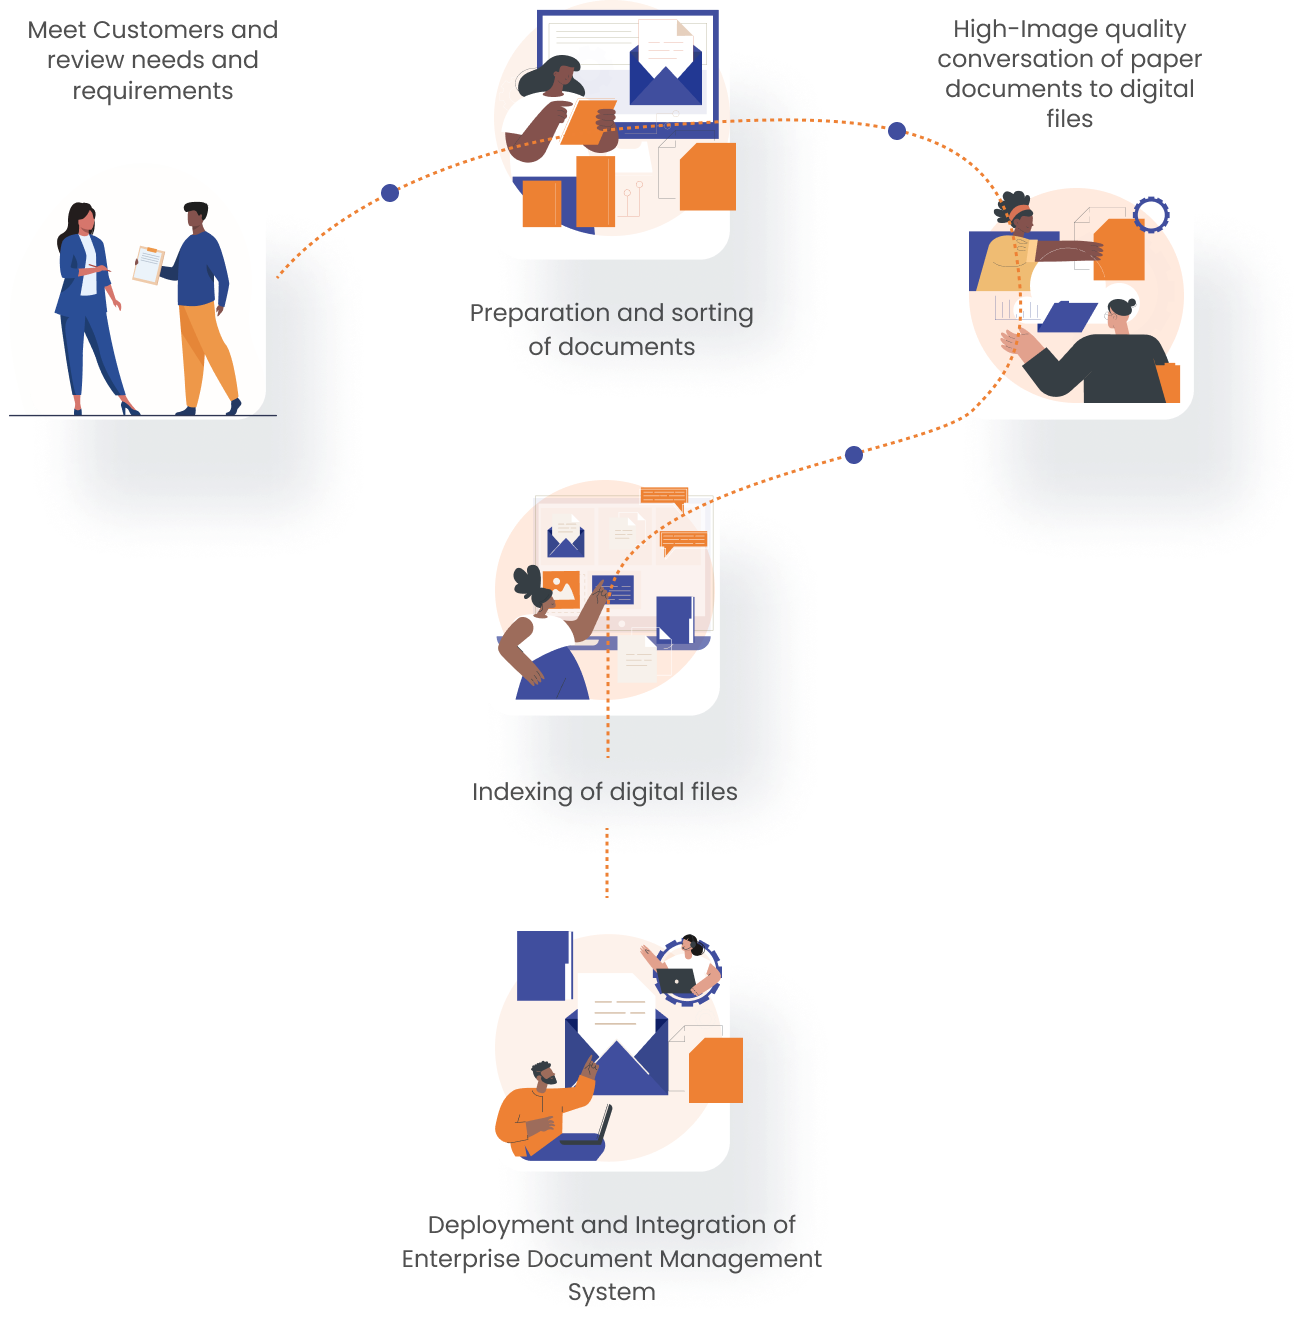 Meet Customers and
review needs and
requirements
Preparation and sorting
of documents
High-Image quality
conversation of paper
documents to digital
files
Indexing of digital files
Deployment and Integration of
Enterprise Document Management
System